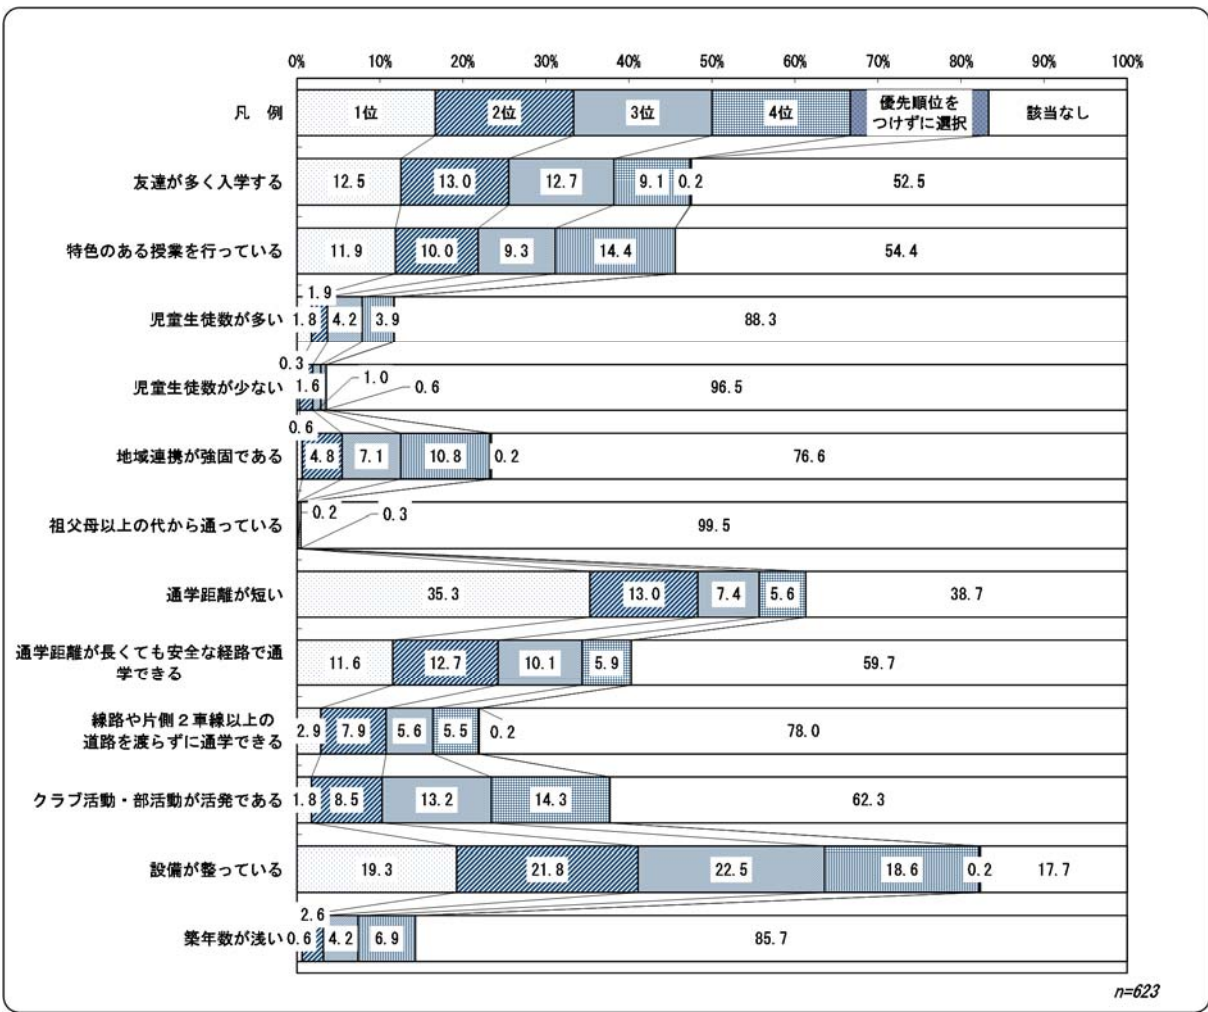 0% 10% 20% 30% 40% 50% 60% 70% 80% 90% 100%
凡 例 1位 2位 3位 4位 優先順位を
つけずに選択 該当なし
友達が多く入学する 12.5 13.0 12.7 9.1 0.2 52.5
特色のある授業を行っている 11.9 10.0 9.3 14.4 54.4
1.9
児童生徒数が多い 1.8 4.2 3.9 88.3
0.3
児童生徒数が少ない 1.6 1.0 0.6 96.5
0.6
地域連携が強固である 4.8 7.1 10.8 0.2 76.6
祖父母以上の代から通っている 0.2 0.3 99.5
通学距離が短い 35.3 13.0 7.4 5.6 38.7
通学距離が長くても安全な経路で通
学できる 11.6 12.7 10.1 5.9 59.7
線路や片側２車線以上の
道路を渡らずに通学できる 2.9 7.9 5.6 5.5 0.2 78.0
クラブ活動・部活動が活発である 1.8 8.5 13.2 14.3 62.3
設備が整っている 19.3 21.8 22.5 18.6 0.2 17.7
2.6
築年数が浅い 0.6 4.2 6.9 85.7
n=623